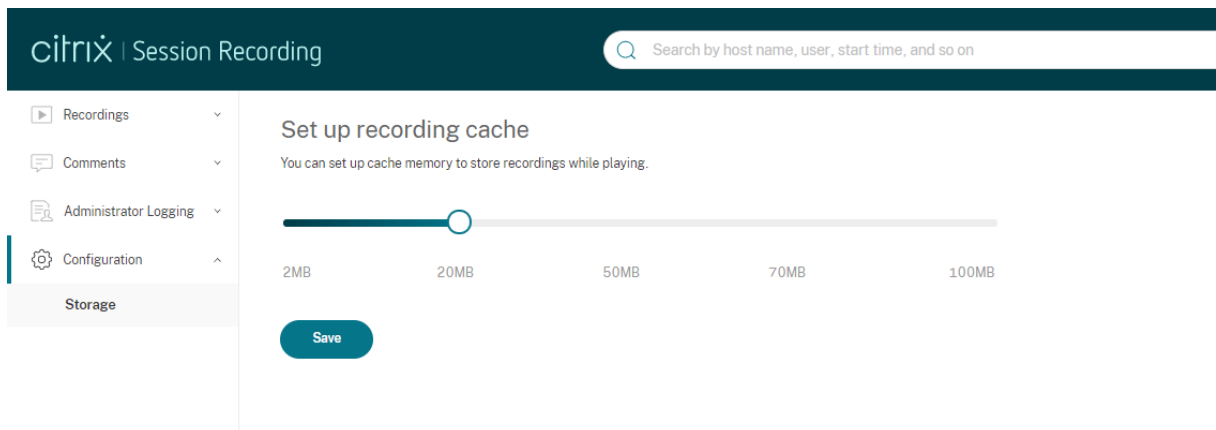 citrix | Session Recording
Search by host name, user, start time, and so on
Recordings
Comments
Administrator Logging
Configuration
Storage
Set up recording cache
You can set up cache memory to store recordings while playing.
2MB 20MB 50MB 70MB 100MB
Save